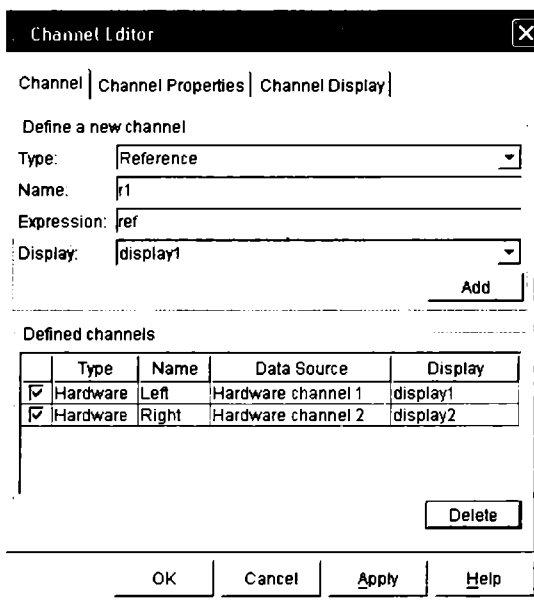 Channel Editor
Channel Channel Properties Channel Display
Define a new channel
Type: Reference
Name: r1
Expression: ref
Display: display1
Add
Defined channels
Type Name Data Source Display
Hardware Left Hardware channel 1 display1
Hardware Right Hardware channel 2 display2
Delete
OK Cancel Apply Help